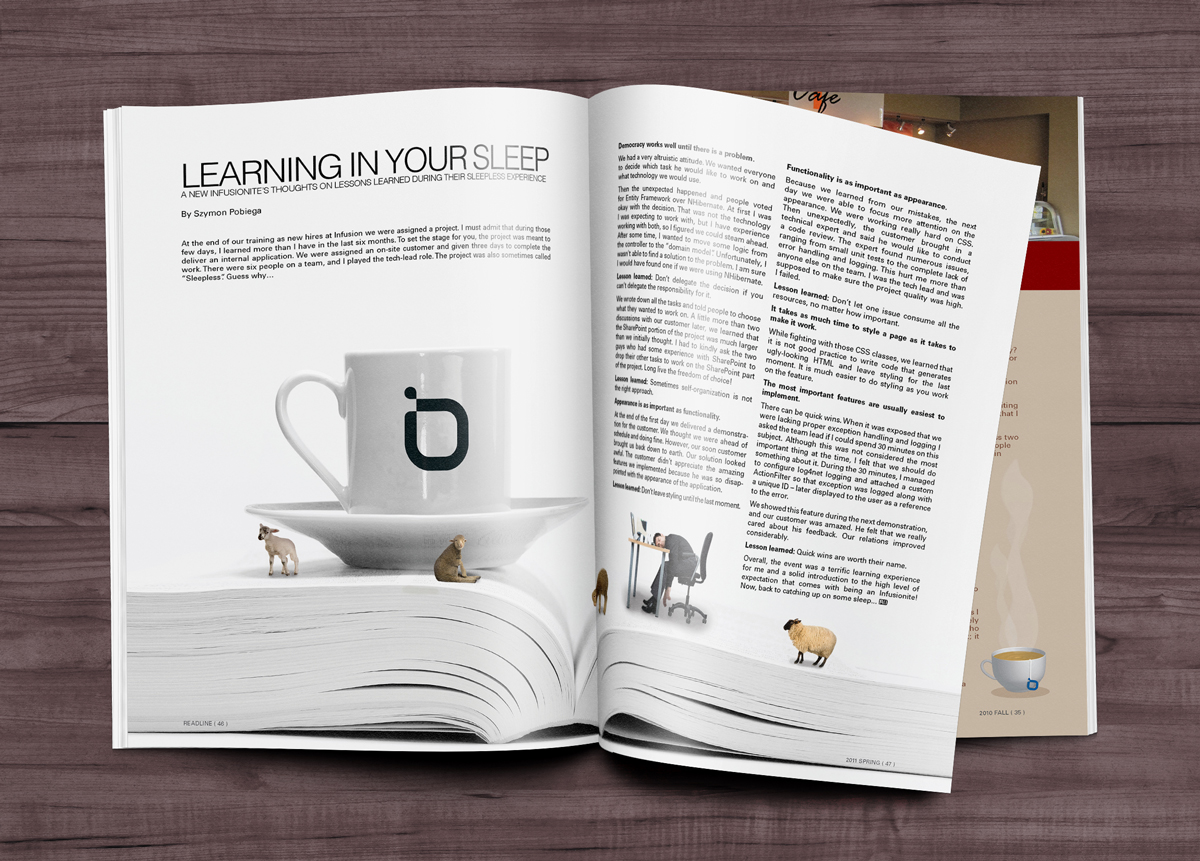 LEARNING IN YOUR SLEEP
A NEW INFUSIONITE'S THOUGHTS ON LESSONS LEARNED DURING THEIR SLEEPLESS EXPERIENCE
By Szymon Pobiega
At the end of our training as new hires at Infusion we were assigned a project. I must admit that during those
few days, I learned more than I have in the last six months. To set the stage for you, the project was meant to
deliver an internal application. We were assigned an on-site customer and given three days to complete the
work. There were six people on a team, and I played the tech-lead role. The project was also sometimes called
"Sleepless". Guess why...
READLINE ( 46 )
Democracy works well until there is a problem.
We had a very altruistic attitude. We wanted everyone
to decide which task he would like to work on and
what technology we would use.
Then the unexpected happened and people voted
for Entity Framework over NHibernate. At first I was
okay with the decision. That was not the technology
I was expecting to work with, but I have experience
working with both, so I figured we could steam ahead.
After some time, I wanted to move some logic from
the controller to the "domain model". Unfortunately, I
wasn't able to find a solution to the problem. I am sure
I would have found one if we were using NHibernate.
Lesson learned: Don't delegate the decision if you
can't delegate the responsibility for it.
We wrote down all the tasks and told people to choose
what they wanted to work on. A little more than two
discussions with our customer later, we learned that
the SharePoint portion of the project was much larger
than we initially thought. I had to kindly ask the two
guys who had some experience with SharePoint to
drop their other tasks to work on the SharePoint part
of the project. Long live the freedom of choice!
Lesson learned: Sometimes self-organization is not
the right approach.
Appearance is as important as functionality.
At the end of the first day we delivered a demonstra-
tion for the customer. We thought we were ahead of
schedule and doing fine. However, our soon customer
brought us back down to earth. Our solution looked
awful. The customer didn't appreciate the amazing
features we implemented because he was so disap-
pointed with the appearance of the application.
Lesson learned: Don't leave styling until the last moment.
Functionality is as important as appearance.
Because we learned from our mistakes, the next
day we were able to focus more attention on the
appearance. We were working really hard on CSS.
Then unexpectedly, the customer brought in a
technical expert and said he would like to conduct
a code review. The expert found numerous issues,
ranging from small unit tests to the complete lack of
error handling and logging. This hurt me more than
anyone else on the team. I was the tech lead and was
supposed to make sure the project quality was high.
I failed.
Lesson learned: Don't let one issue consume all the
resources, no matter how important.
It takes as much time to style a page as it takes to
make it work.
While fighting with those CSS classes, we learned that
it is not good practice to write code that generates
ugly-looking HTML and leave styling for the last
moment. It is much easier to do styling as you work
on the feature.
The most important features are usually easiest to
implement.
There can be quick wins. When it was exposed that we
were lacking proper exception handling and logging I
asked the team lead if I could spend 30 minutes on this
subject. Although this was not considered the most
important thing at the time, I felt that we should do
something about it. During the 30 minutes, I managed
to configure log4net logging and attached a custom
ActionFilter so that exception was logged along with
a unique ID – later displayed to the user as a reference
to the error.
We showed this feature during the next demonstration,
and our customer was amazed. He felt that we really
cared about his feedback. Our relations improved
considerably.
Lesson learned: Quick wins are worth their name.
Overall, the event was a terrific learning experience
for me and a solid introduction to the high level of
expectation that comes with being an Infusionite!
Now, back to catching up on some sleep...
2011 SPRING ( 47 )
Cafe
2010 FALL ( 35 )